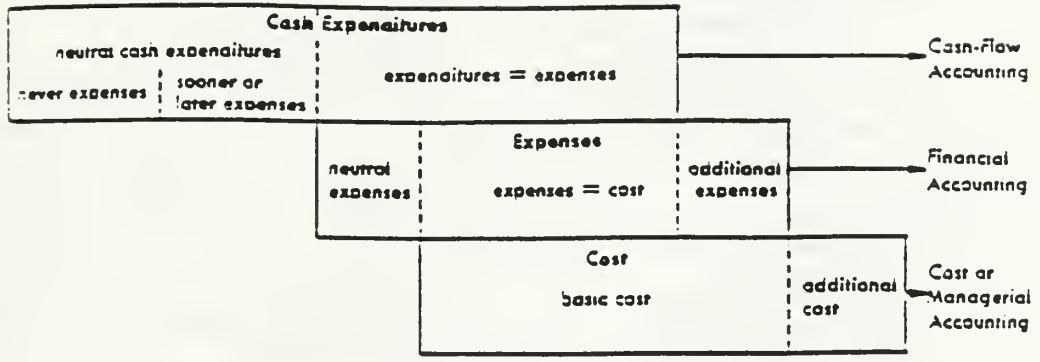 Cash Expenditures
neutral cash expenditures
never expenses
sooner or
later expenses
expenditures = expenses
Cash-Flow
Accounting
Expenses
neutral
expenses
expenses = cost
additional
expenses
Financial
Accounting
Cost
basic cost
additional
cost
Cost or
Managerial
Accounting